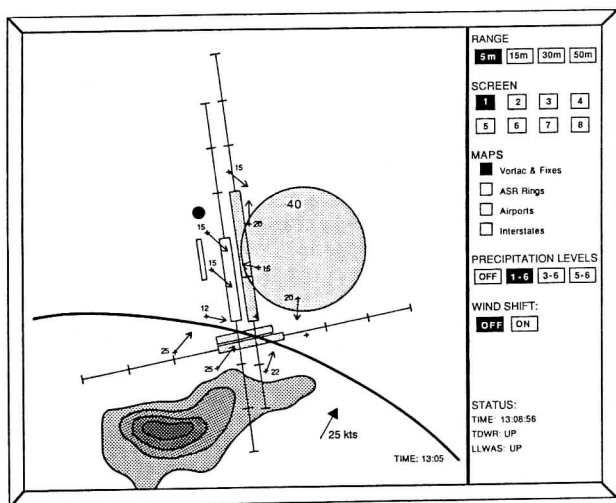 40
15
20
15
15
15
20
12
25
25
22
25 kts
TIME: 13:05
RANGE
5m 15m 30m 50m
SCREEN
1 2 3 4
5 6 7 8
MAPS
Vortac & Fixes
ASR Rings
Airports
Interstates
PRECIPITATION LEVELS
OFF 1-6 3-6 5-6
WIND SHIFT:
OFF ON
STATUS:
TIME: 13:08:56
TDWR: UP
LLWAS: UP